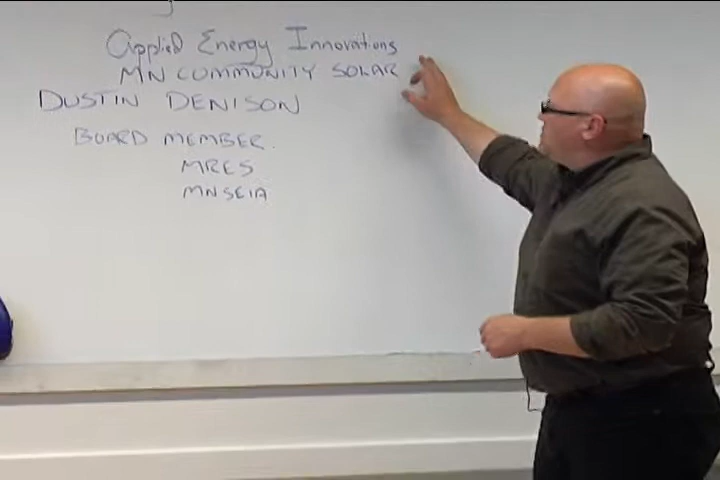 Applied Energy Innovations
MN COMMUNITY SOLAR
DUSTIN DENISON
BOARD MEMBER.
MRES
MNSEIA